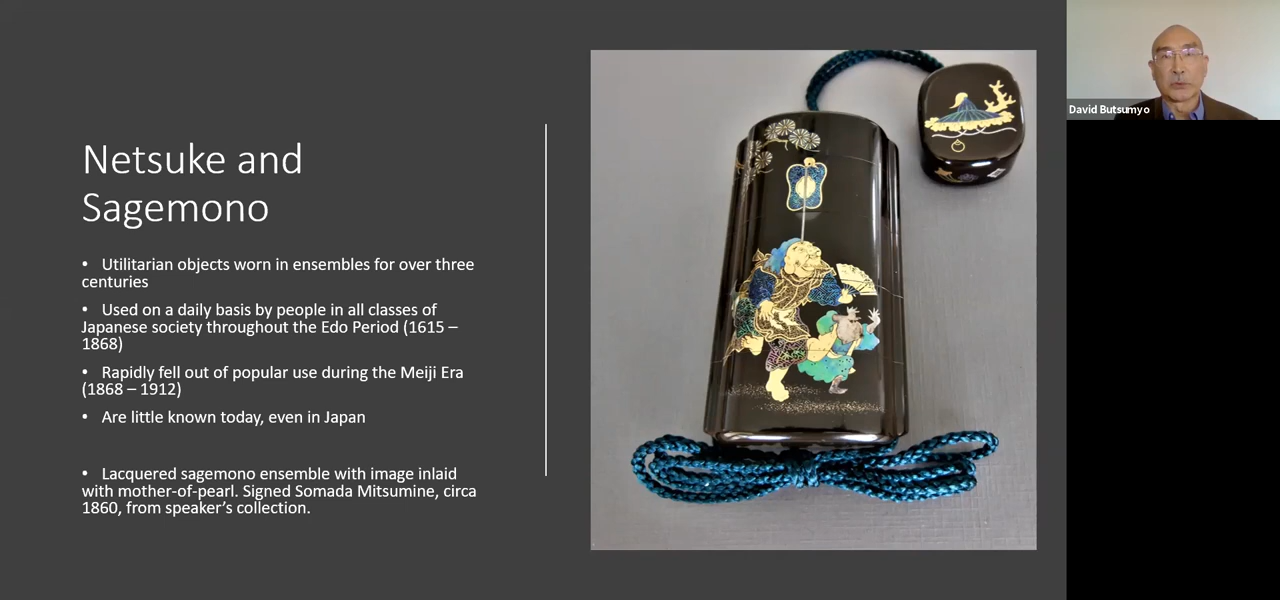 Netsuke and
Sagemono
• Utilitarian objects worn in ensembles for over three
centuries
• Used on a daily basis by people in all classes of
Japanese society throughout the Edo Period (1615 –
1868)
• Rapidly fell out of popular use during the Meiji Era
(1868 – 1912)
• Are little known today, even in Japan
• Lacquered sagemono ensemble with image inlaid
with mother-of-pearl. Signed Somada Mitsumine, circa
1860, from speaker's collection.
David Butsumyo